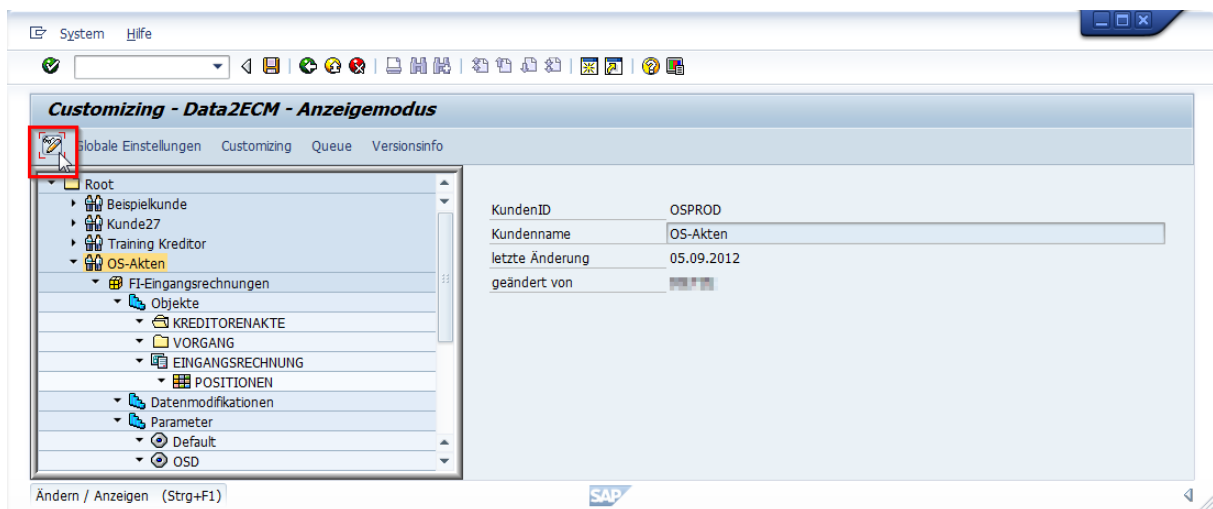 System Hilfe
Customizing - Data2ECM - Anzeigemodus
Globale Einstellungen Customizing Queue Versionsinfo
Root
Beispielkunde
Kunde27
Training Kreditor
OS-Akten
FI-Eingangsrechnungen
Objekte
KREDITORENAKTE
VORGANG
EINGANGSRECHNUNG
POSITIONEN
Datenmodifikationen
Parameter
Default
OSD
KundenID OSPROD
Kundenname OS-Akten
letzte Änderung 05.09.2012
geändert von
Ändern / Anzeigen (Strg+F1)
SAP